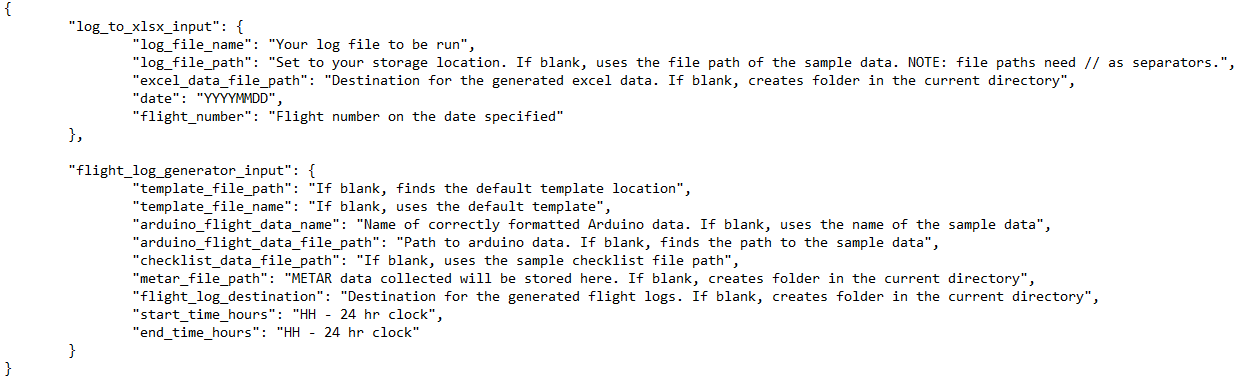 {
"log_to_xlsx_input": {
"log_file_name": "Your log file to be run",
"log_file_path": "Set to your storage location. If blank, uses the file path of the sample data. NOTE: file paths need // as separators.",
"excel_data_file_path": "Destination for the generated excel data. If blank, creates folder in the current directory",
"date": "YYYYMMDD",
"flight_number": "Flight number on the date specified"
},
"flight_log_generator_input": {
"template_file_path": "If blank, finds the default template location",
"template_file_name": "If blank, uses the default template",
"arduino_flight_data_name": "Name of correctly formatted Arduino data. If blank, uses the name of the sample data",
"arduino_flight_data_file_path": "Path to arduino data. If blank, finds the path to the sample data",
"checklist_data_file_path": "If blank, uses the sample checklist file path",
"metar_file_path": "METAR data collected will be stored here. If blank, creates folder in the current directory",
"flight_log_destination": "Destination for the generated flight logs. If blank, creates folder in the current directory",
"start_time_hours": "HH - 24 hr clock",
"end_time_hours": "HH - 24 hr clock"
}
}